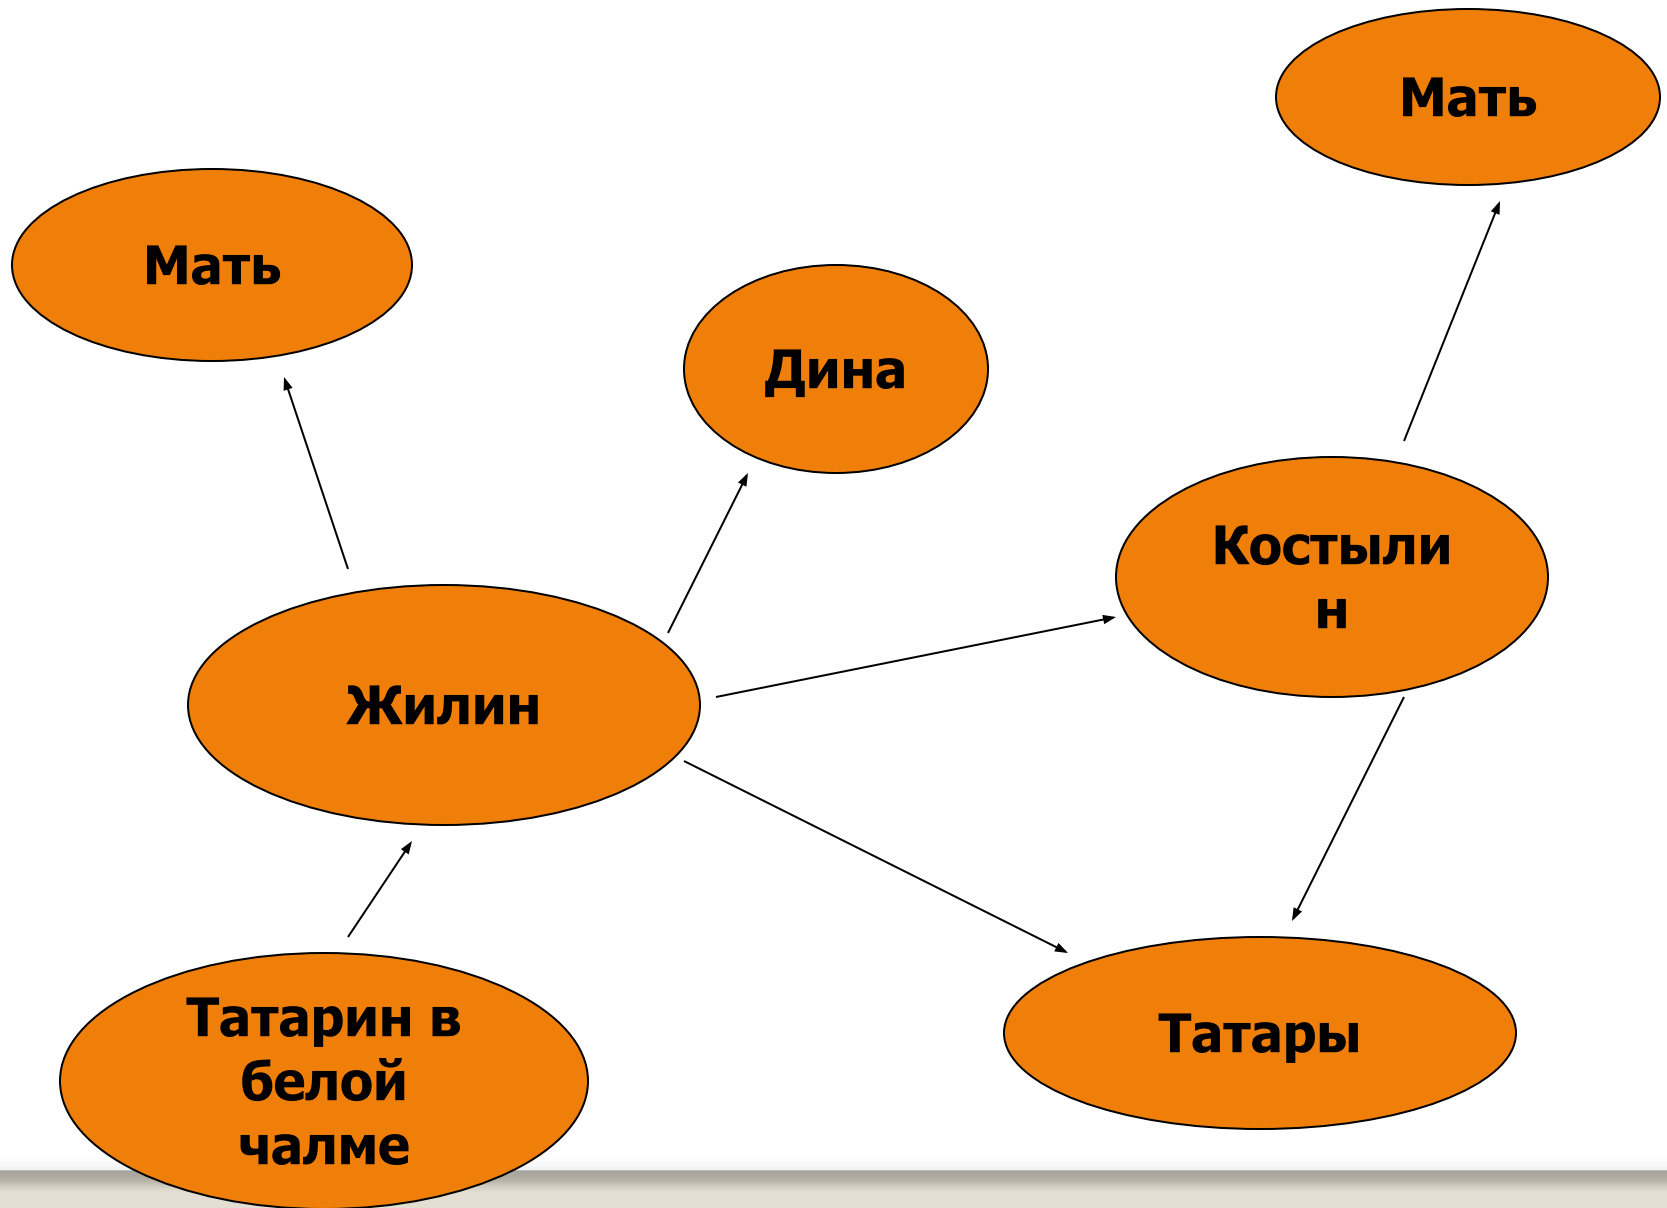 Мать
Мать
Дина
Костыли
н
Жилин
Татарин в
белой
чалме
Татары